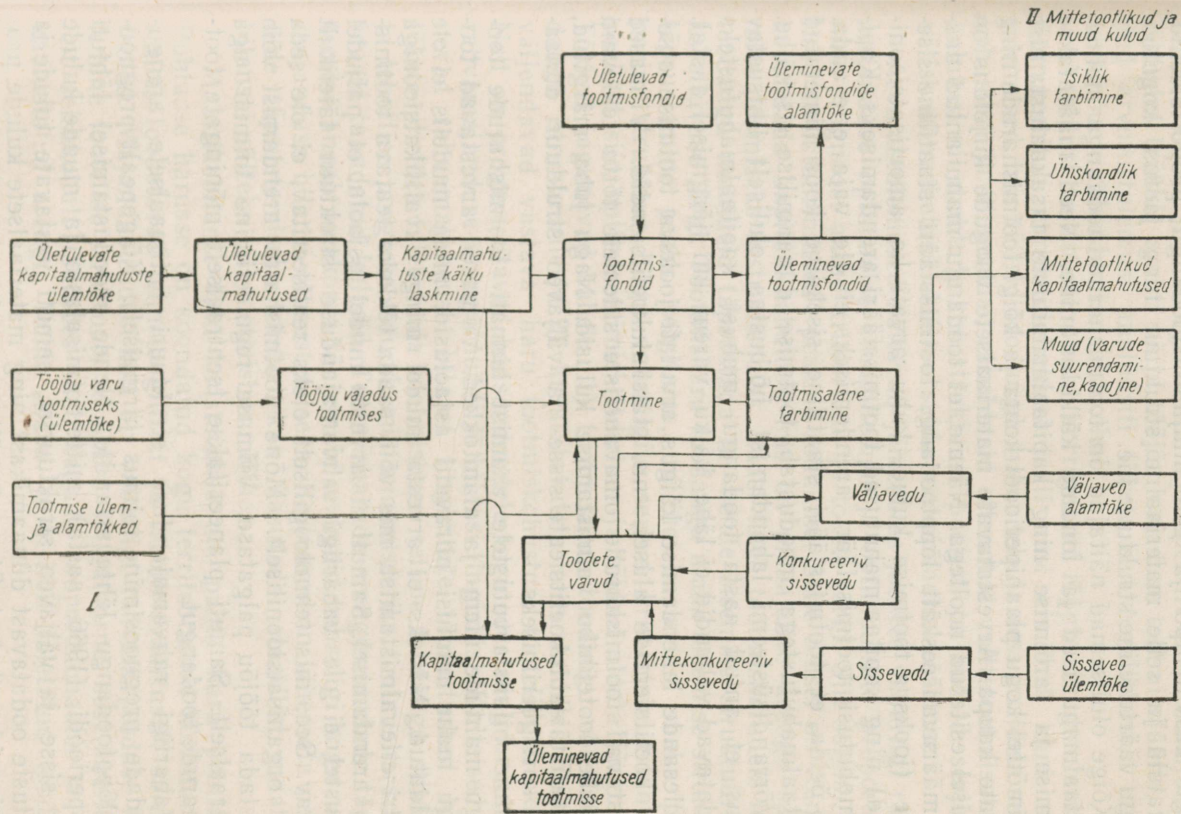 II Mittetootlikud ja
muud kulud
Ületulevad
tootmisfondid
Üleminevate
tootmisfondide
alamtõke
Isiklik
tarbimine
Ühiskondlik
tarbimine
Ületulevate
kapitaalmahutuste
ülemtõke
Ületulevad
kapitaal-
mahutused
Kapitaalmahu-
tuste käiku
laskmine
Tootmis-
fondid
Üleminevad
tootmisfondid
Mittetootlikud
kapitaalmahutused
Muud (varude
suurendami-
ne, kaod jne)
Tööjõu varu
tootmiseks
(ülemtõke)
Tööjõu vajadus
tootmises
Tootmine
Tootmisalane
tarbimine
Tootmise ülem-
ja alamtõkked
Väljavedu
Väljaveo
alamtõke
Toodete
varud
Konkureeriv
sissevedu
I
Kapitaalmahutused
tootmisse
Mittekonkureeriv
sissevedu
Sissevedu
Sisseveo
ülemtõke
Üleminevad
kapitaalmahutused
tootmisse